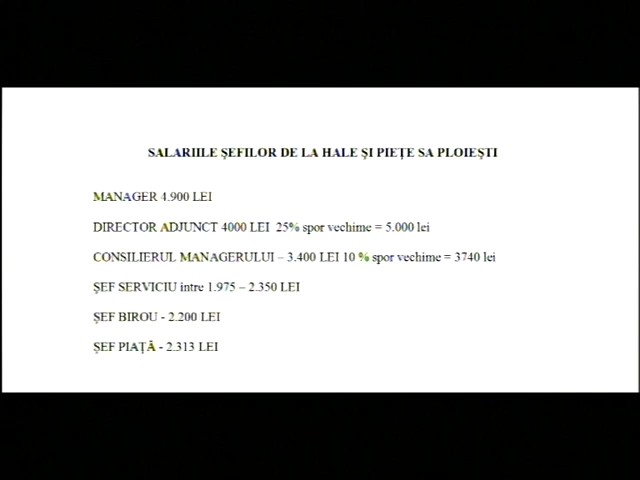 SALARIILE ŞEFILOR DE LA HALE ŞI PIEŢE SA PLOIEŞTI
MANAGER 4.900 LEI
DIRECTOR ADJUNCT 4000 LEI 25% spor vechime = 5.000 lei
CONSILIERUL MANAGERULUI – 3.400 LEI 10 % spor vechime = 3740 lei
ŞEF SERVICIU intre 1.975 – 2.350 LEI
ŞEF BIROU - 2.200 LEI
ŞEF PIAŢĂ - 2.313 LEI